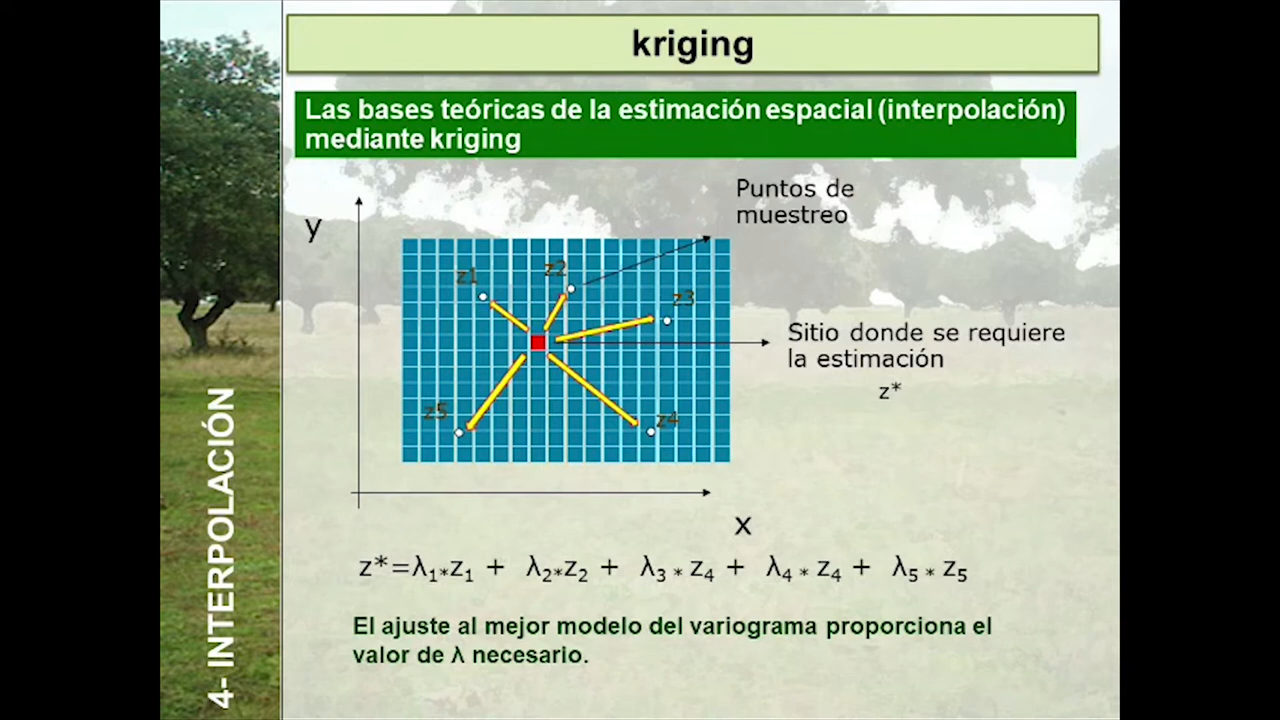 kriging
Las bases teóricas de la estimación espacial (interpolación)
mediante kriging
Puntos de
muestreo
y
z1
z2
z3
Sitio donde se requiere
la estimación
z*
z5
z4
x
z*=λ₁*z₁ + λ₂*z₂ + λ₃ * z₄ + λ₄ * z₄ + λ₅ * z₅
El ajuste al mejor modelo del variograma proporciona el
valor de λ necesario.
4- INTERPOLACIÓN